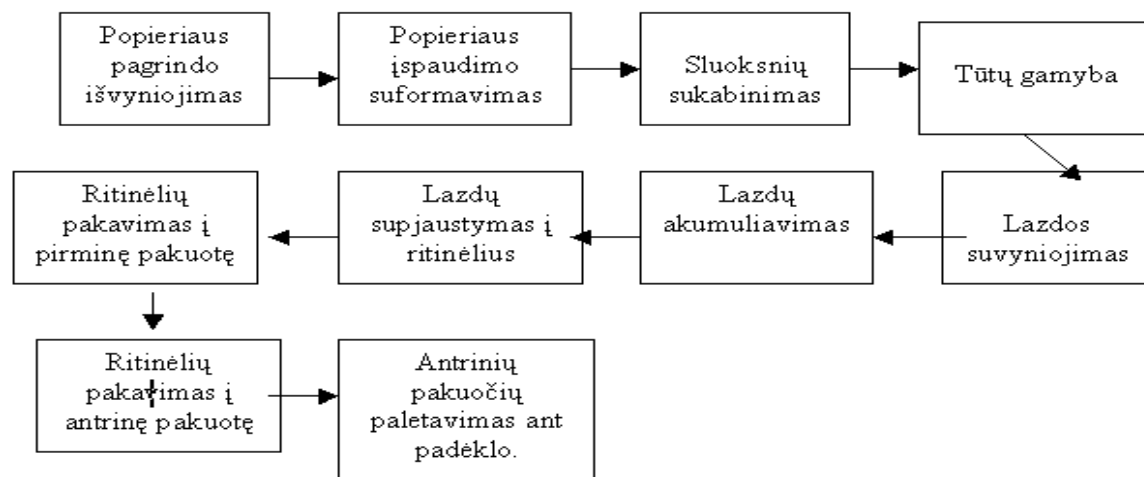 Popieriaus
pagrindo
išvyniojimas
Popieriaus
įspaudimo
suformavimas
Sluoksnių
sukabinimas
Tūtų gamyba
Lazdos
suvyniojimas
Lazdų
akumuliavimas
Lazdų
supjaustymas į
ritinėlius
Ritinėlių
pakavimas į
pirminę pakuotę
Ritinėlių
pakavimas į
antrinę pakuotę
Antrinių
pakuočių
paletavimas ant
padėklo.